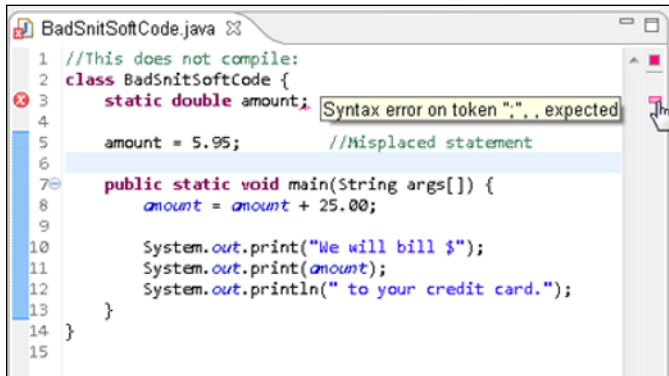 BadSnitSoftCode.java
1 //This does not compile:
2 class BadSnitSoftCode {
3 static double amount;
Syntax error on token ";", , expected
4
5 amount = 5.95; //Misplaced statement
6
7 public static void main(String args[]) {
8 amount = amount + 25.00;
9
10 System.out.print("We will bill $");
11 System.out.print(amount);
12 System.out.println(" to your credit card.");
13 }
14 }
15